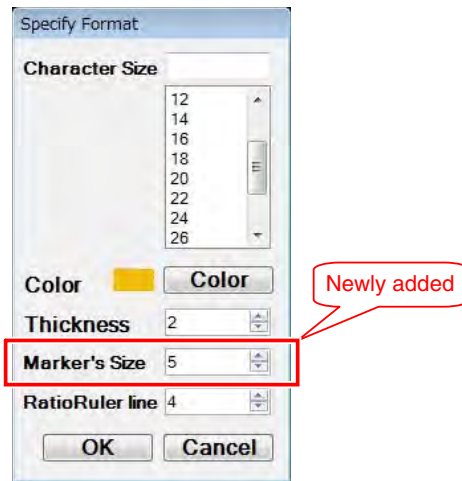 Specify Format
Character Size
12
14
16
18
20
22
24
26
Color Color
Newly added
Thickness 2
Marker's Size 5
RatioRuler line 4
OK Cancel